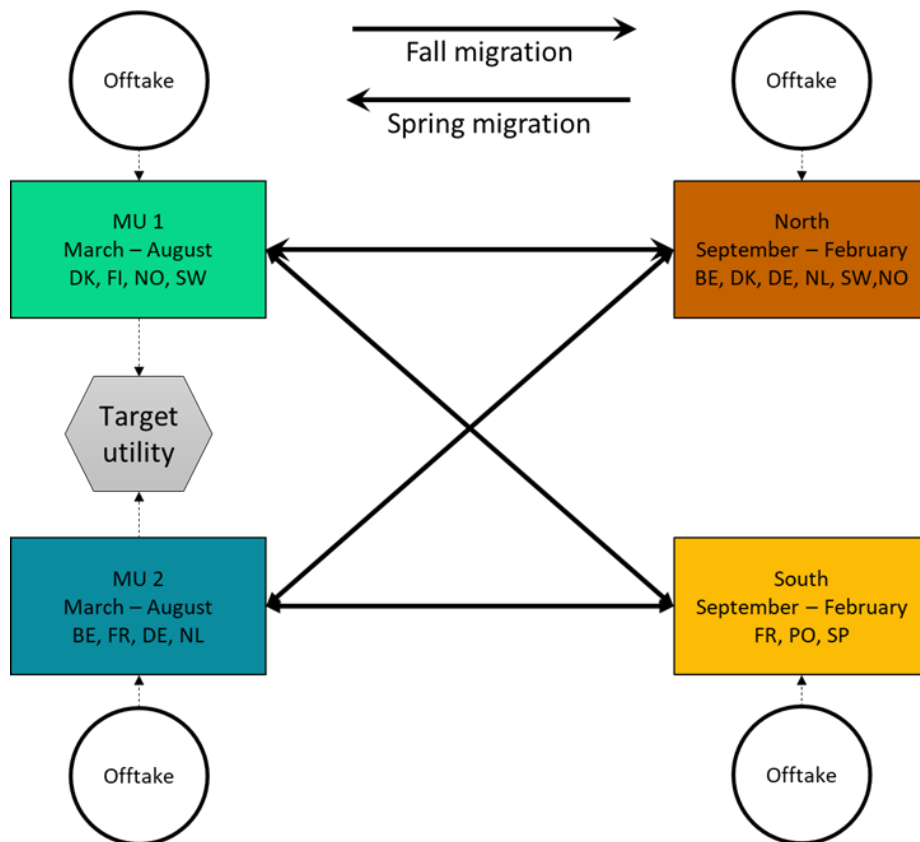 Offtake
Fall migration
Spring migration
Offtake
MU 1
March – August
DK, FI, NO, SW
North
September – February
BE, DK, DE, NL, SW,NO
Target
utility
MU 2
March – August
BE, FR, DE, NL
South
September – February
FR, PO, SP
Offtake
Offtake